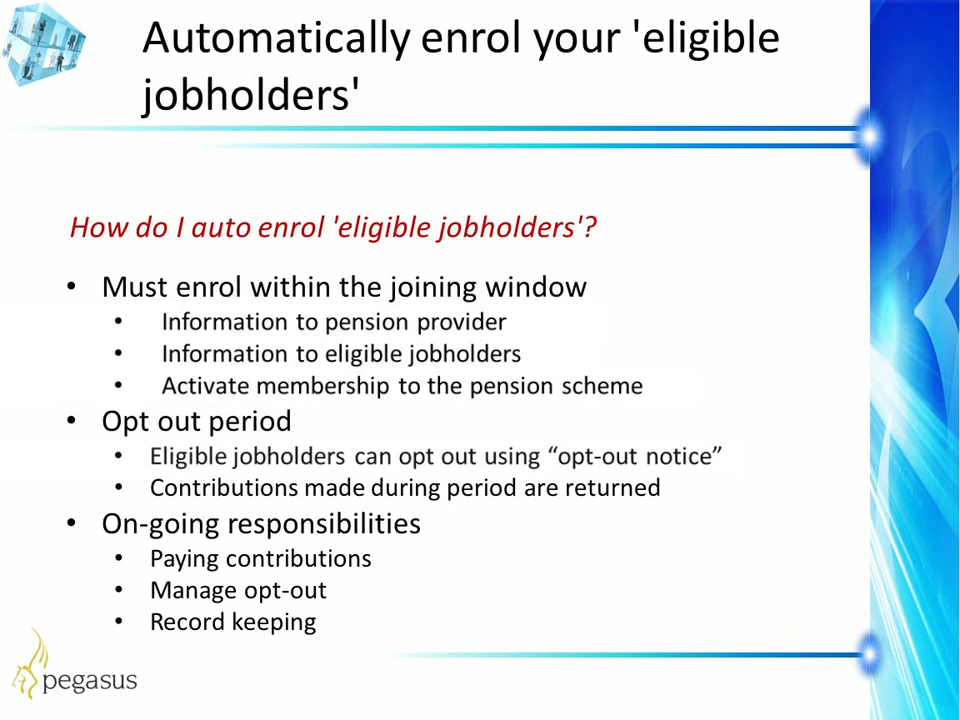 Automatically enrol your 'eligible
jobholders'
How do I auto enrol 'eligible jobholders'?
• Must enrol within the joining window
• Information to pension provider
• Information to eligible jobholders
• Activate membership to the pension scheme
• Opt out period
• Eligible jobholders can opt out using “opt-out notice”
• Contributions made during period are returned
• On-going responsibilities
• Paying contributions
• Manage opt-out
• Record keeping
pegasus